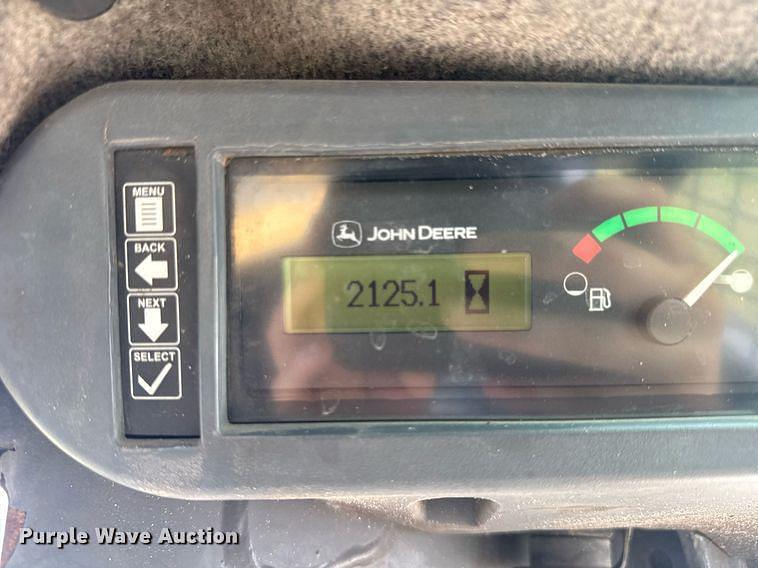 MENU
BACK
NEXT
SELECT
JOHN DEERE
2125.1
Purple Wave Auction